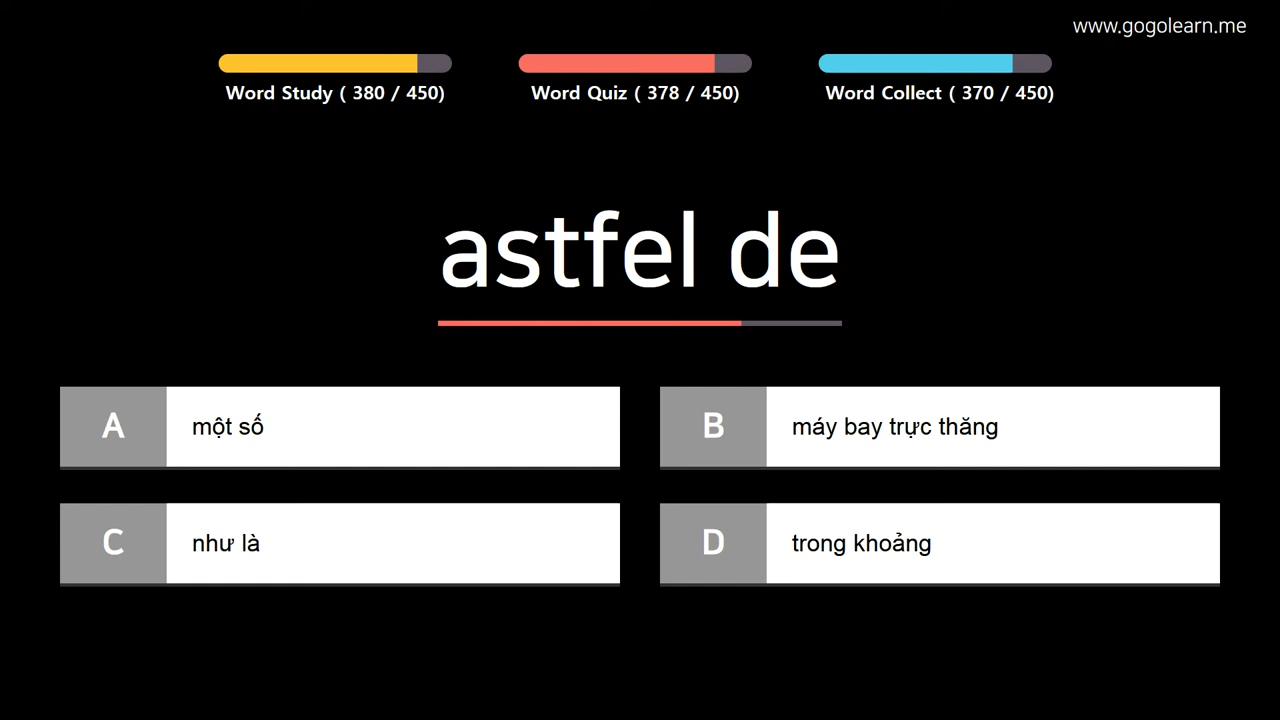 www.gogolearn.me
Word Study ( 380 / 450)
Word Quiz ( 378 / 450)
Word Collect ( 370 / 450)
astfel de
A
một số
B
máy bay trực thăng
C
như là
D
trong khoảng